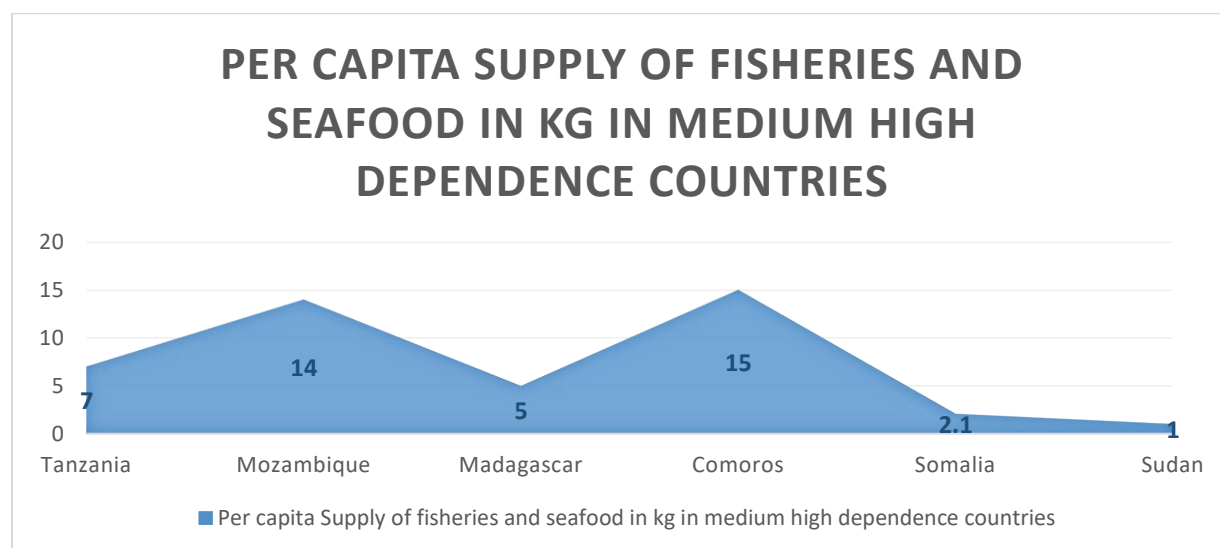 PER CAPITA SUPPLY OF FISHERIES AND
SEAFOOD IN KG IN MEDIUM HIGH
DEPENDENCE COUNTRIES
20
15
10
5
0
7
14
5
15
2.1
1
Tanzania Mozambique Madagascar Comoros Somalia Sudan
Per capita Supply of fisheries and seafood in kg in medium high dependence countries